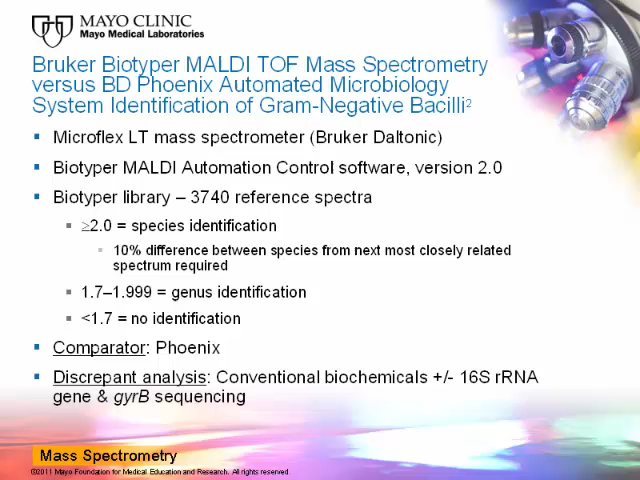 MAYO CLINIC
Mayo Medical Laboratories
Bruker Biotyper MALDI TOF Mass Spectrometry
versus BD Phoenix Automated Microbiology
System Identification of Gram-Negative Bacilli²
▪ Microflex LT mass spectrometer (Bruker Daltonic)
▪ Biotyper MALDI Automation Control software, version 2.0
▪ Biotyper library – 3740 reference spectra
▪ ≥2.0 = species identification
▫ 10% difference between species from next most closely related
spectrum required
▪ 1.7–1.999 = genus identification
▪ <1.7 = no identification
▪ Comparator: Phoenix
▪ Discrepant analysis: Conventional biochemicals +/- 16S rRNA
gene & gyrB sequencing
Mass Spectrometry
©2011 Mayo Foundation for Medical Education and Research. All rights reserved